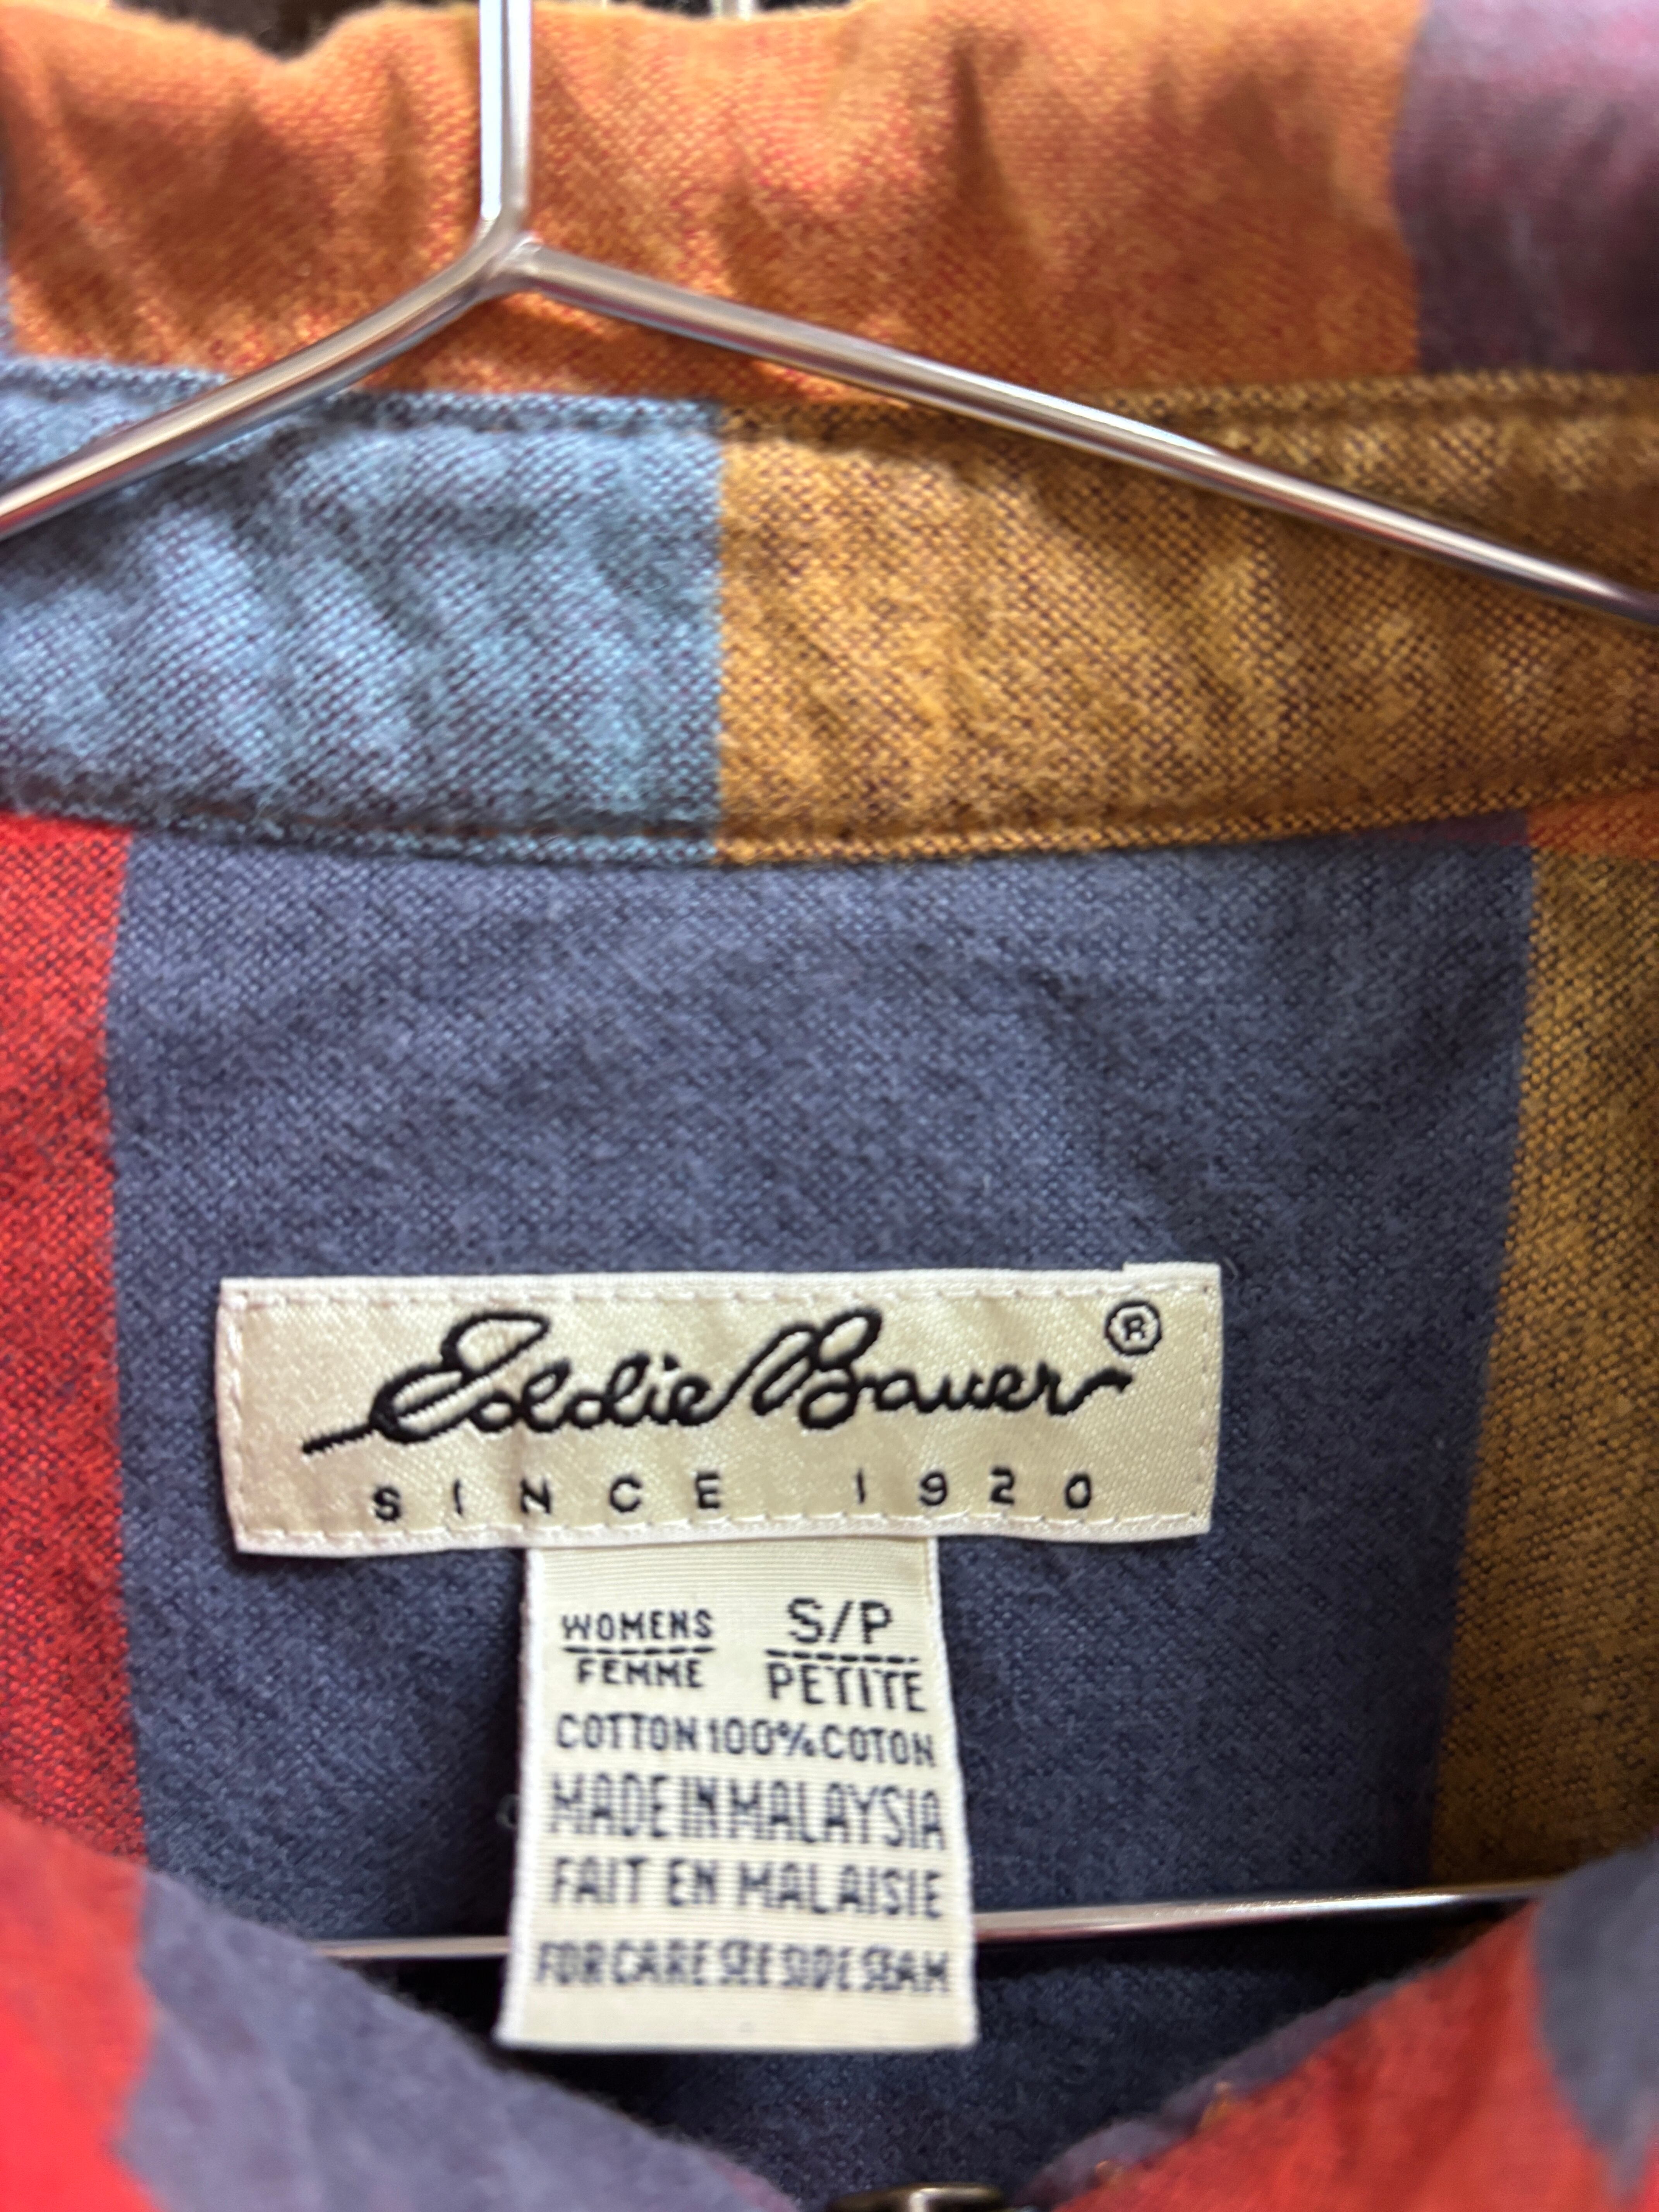 Eddie Bauer ®
SINCE 1920
WOMENS S/P
FEMME PETITE
COTTON 100% COTON
MADE IN MALAYSIA
FAIT EN MALAISIE
FOR CARE SEE SIDE SEAM